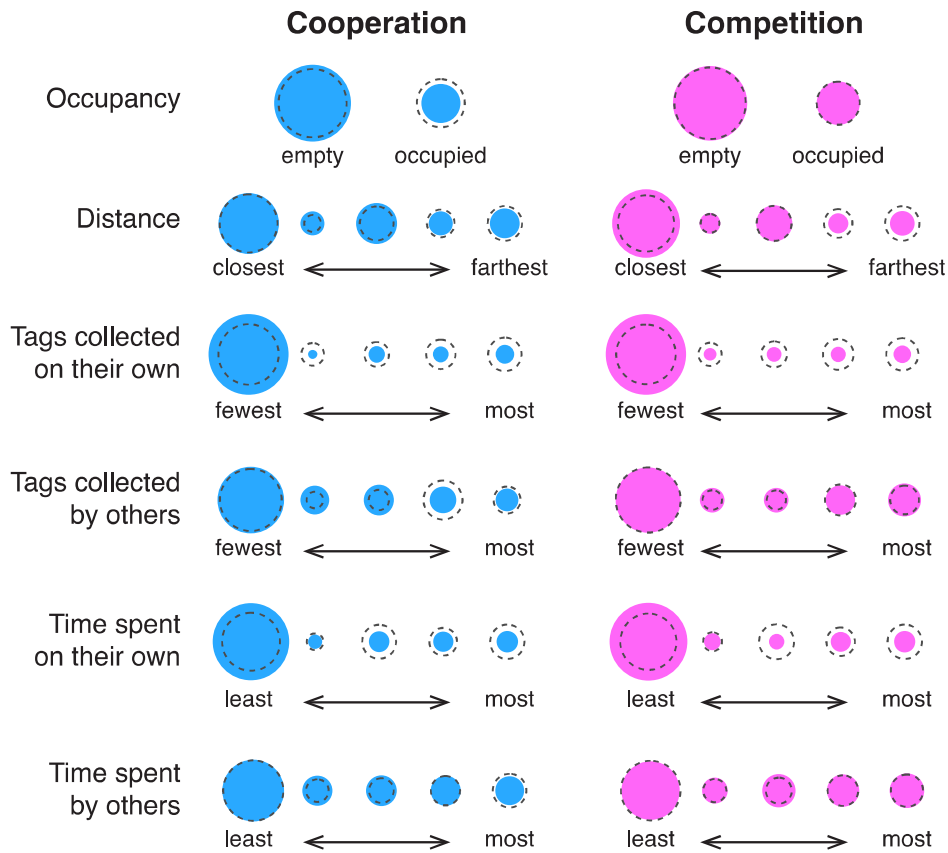 Cooperation
Competition
Occupancy
empty
occupied
empty
occupied
Distance
closest
farthest
closest
farthest
Tags collected
on their own
fewest
most
fewest
most
Tags collected
by others
fewest
most
fewest
most
Time spent
on their own
least
most
least
most
Time spent
by others
least
most
least
most